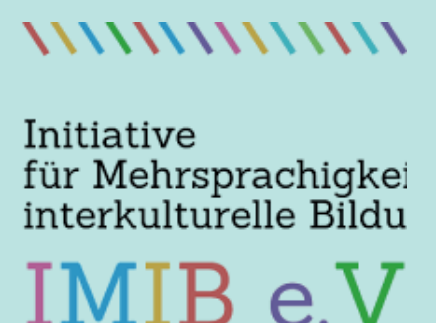 Initiative
für Mehrsprachigkei
interkulturelle Bildu
IMIB e.V